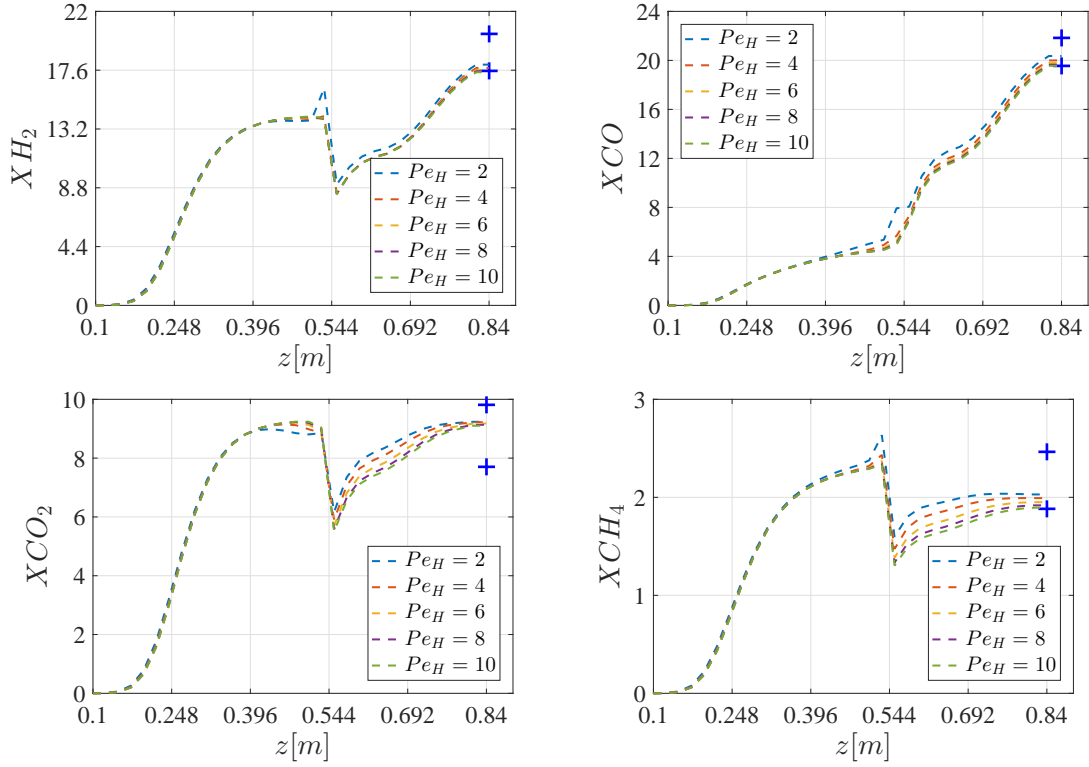 22
17.6
13.2
8.8
4.4
0
XH₂
0.1 0.248 0.396 0.544 0.692 0.84
z[m]
Pe_H = 2
Pe_H = 4
Pe_H = 6
Pe_H = 8
Pe_H = 10
24
20
16
12
8
4
0
XCO
0.1 0.248 0.396 0.544 0.692 0.84
z[m]
Pe_H = 2
Pe_H = 4
Pe_H = 6
Pe_H = 8
Pe_H = 10
10
8
6
4
2
0
XCO₂
0.1 0.248 0.396 0.544 0.692 0.84
z[m]
Pe_H = 2
Pe_H = 4
Pe_H = 6
Pe_H = 8
Pe_H = 10
3
2
1
0
XCH₄
0.1 0.248 0.396 0.544 0.692 0.84
z[m]
Pe_H = 2
Pe_H = 4
Pe_H = 6
Pe_H = 8
Pe_H = 10